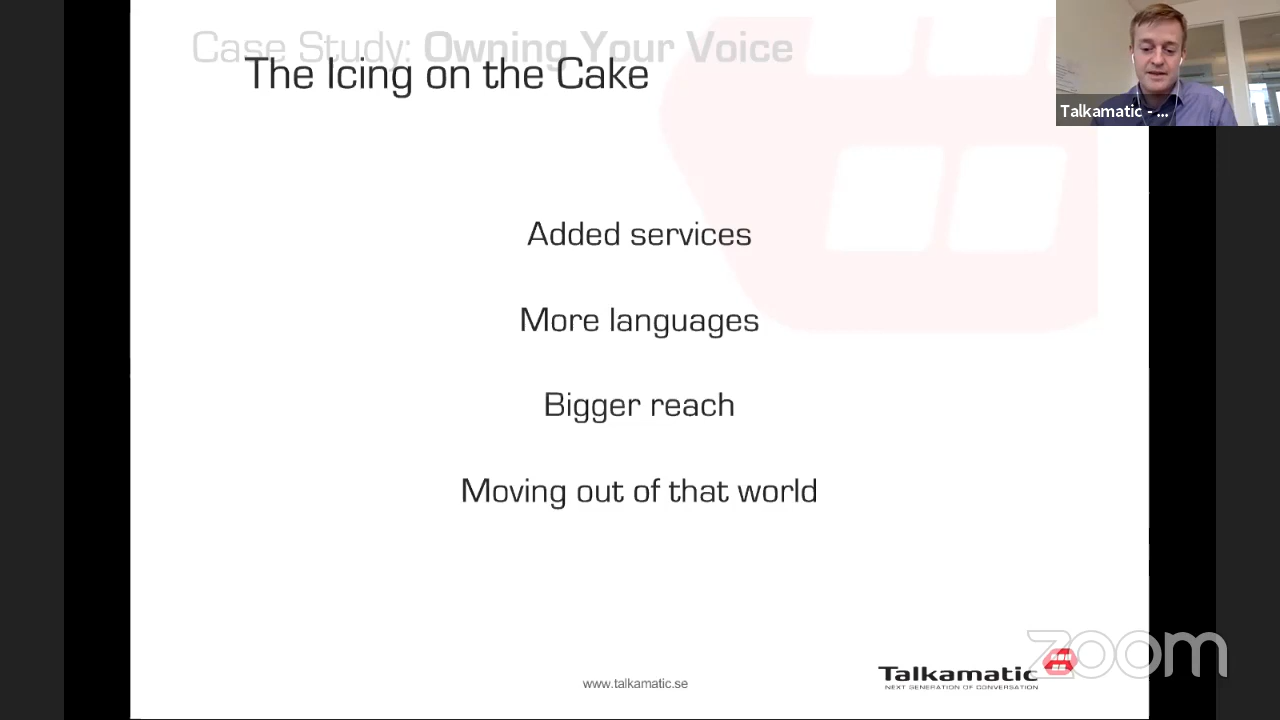 Case Study: Owning Your Voice
The Icing on the Cake
Talkamatic - ...
Added services
More languages
Bigger reach
Moving out of that world
zoom
www.talkamatic.se
Talkamatic
NEXT GENERATION OF CONVERSATION